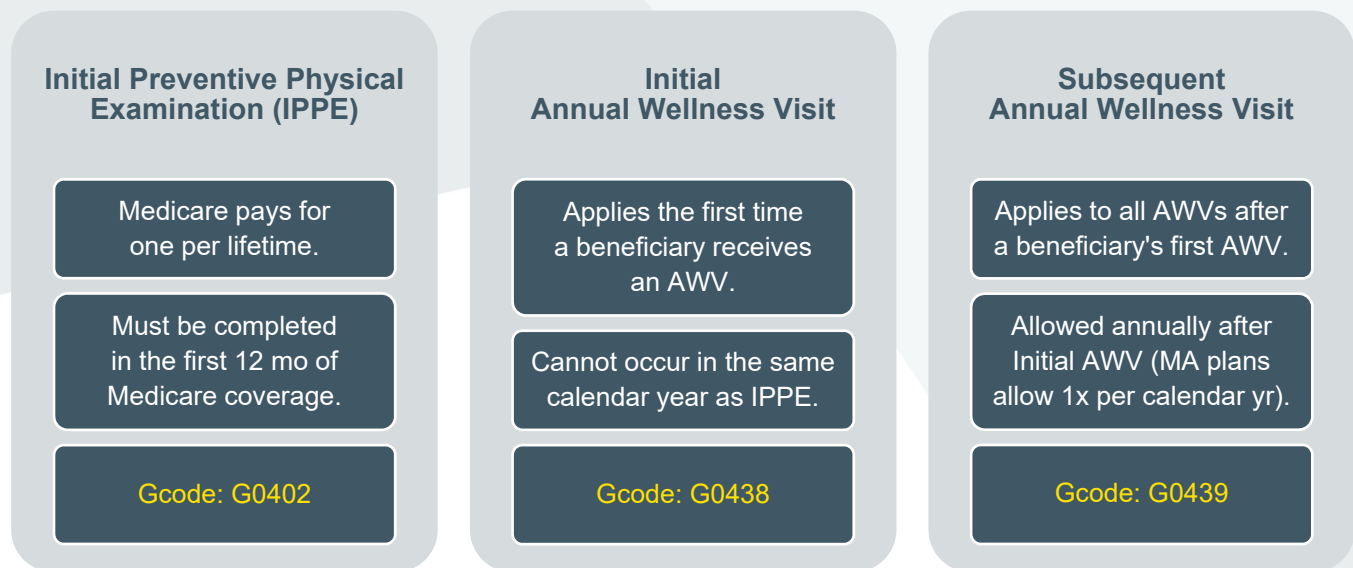 Initial Preventive Physical
Examination (IPPE)
Medicare pays for
one per lifetime.
Must be completed
in the first 12 mo of
Medicare coverage.
Gcode: G0402
Initial
Annual Wellness Visit
Applies the first time
a beneficiary receives
an AWV.
Cannot occur in the same
calendar year as IPPE.
Gcode: G0438
Subsequent
Annual Wellness Visit
Applies to all AWVs after
a beneficiary's first AWV.
Allowed annually after
Initial AWV (MA plans
allow 1x per calendar yr).
Gcode: G0439